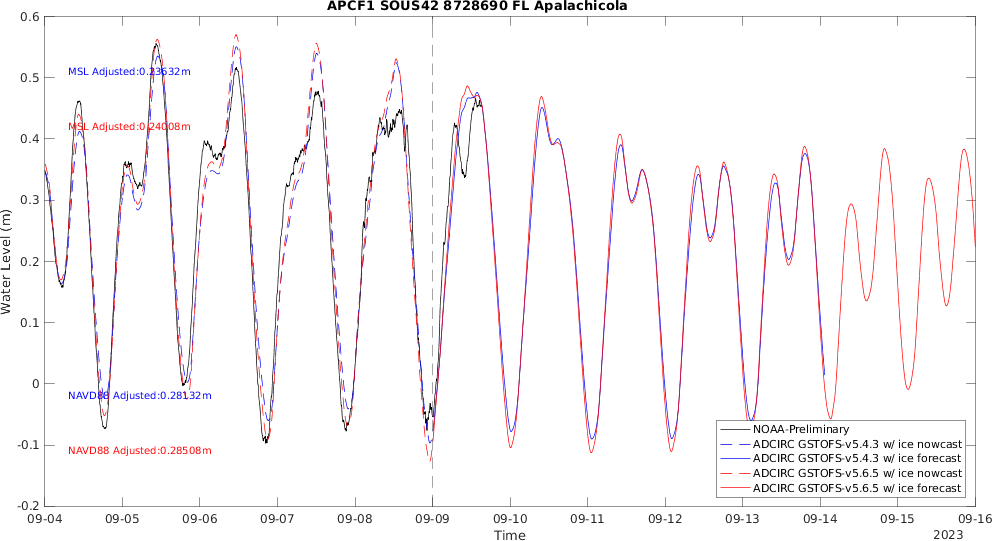 APCF1 SOUS42 8728690 FL Apalachicola
0.6
0.5
0.4
0.3
0.2
0.1
0
-0.1
-0.2
Water Level (m)
MSL Adjusted:0.23632m
MSL Adjusted:0.24008m
NAVD88 Adjusted:0.28132m
NAVD88 Adjusted:0.28508m
NOAA-Preliminary
ADCIRC GSTOFS-v5.4.3 w/ ice nowcast
ADCIRC GSTOFS-v5.4.3 w/ ice forecast
ADCIRC GSTOFS-v5.6.5 w/ ice nowcast
ADCIRC GSTOFS-v5.6.5 w/ ice forecast
09-04 09-05 09-06 09-07 09-08 09-09 09-10 09-11 09-12 09-13 09-14 09-15 09-16
Time
2023